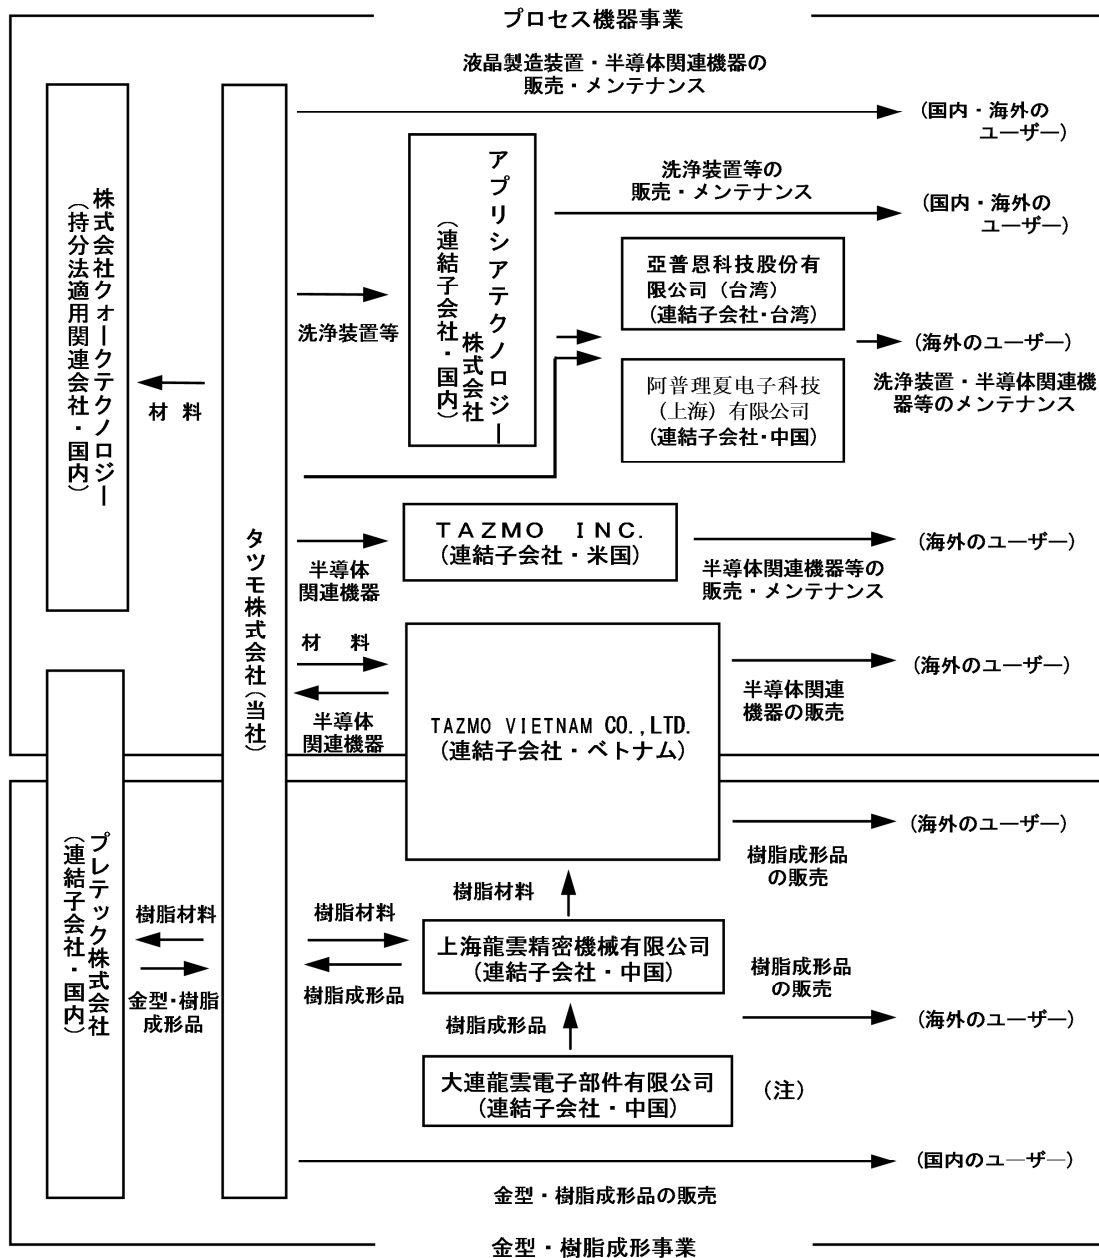 プロセス機器事業
液晶製造装置・半導体関連機器の
販売・メンテナンス
(国内・海外の
ユーザー)
洗浄装置等の
販売・メンテナンス
(国内・海外の
ユーザー)
株式会社クォークテクノロジー
(持分法適用関連会社・国内)
材 料
タツモ株式会社(当社)
洗浄装置等
アプリシアテクノロジー
株式会社
(連結子会社・国内)
亞普恩科技股份有
限公司(台湾)
(連結子会社・台湾)
阿普理夏电子科技
(上海)有限公司
(連結子会社・中国)
(海外のユーザー)
洗浄装置・半導体関連機
器等のメンテナンス
TAZMO INC.
(連結子会社・米国)
半導体
関連機器
(海外のユーザー)
半導体関連機器等の
販売・メンテナンス
材 料
半導体
関連機器
TAZMO VIETNAM CO.,LTD.
(連結子会社・ベトナム)
(海外のユーザー)
半導体関連
機器の販売
(海外のユーザー)
樹脂成形品
の販売
プレテック株式会社
(連結子会社・国内)
樹脂材料
金型・樹脂
成形品
樹脂材料
樹脂成形品
樹脂材料
上海龍雲精密機械有限公司
(連結子会社・中国)
樹脂成形品
の販売
(海外のユーザー)
樹脂成形品
大連龍雲電子部件有限公司
(連結子会社・中国)
(注)
(国内のユーザー)
金型・樹脂成形品の販売
金型・樹脂成形事業